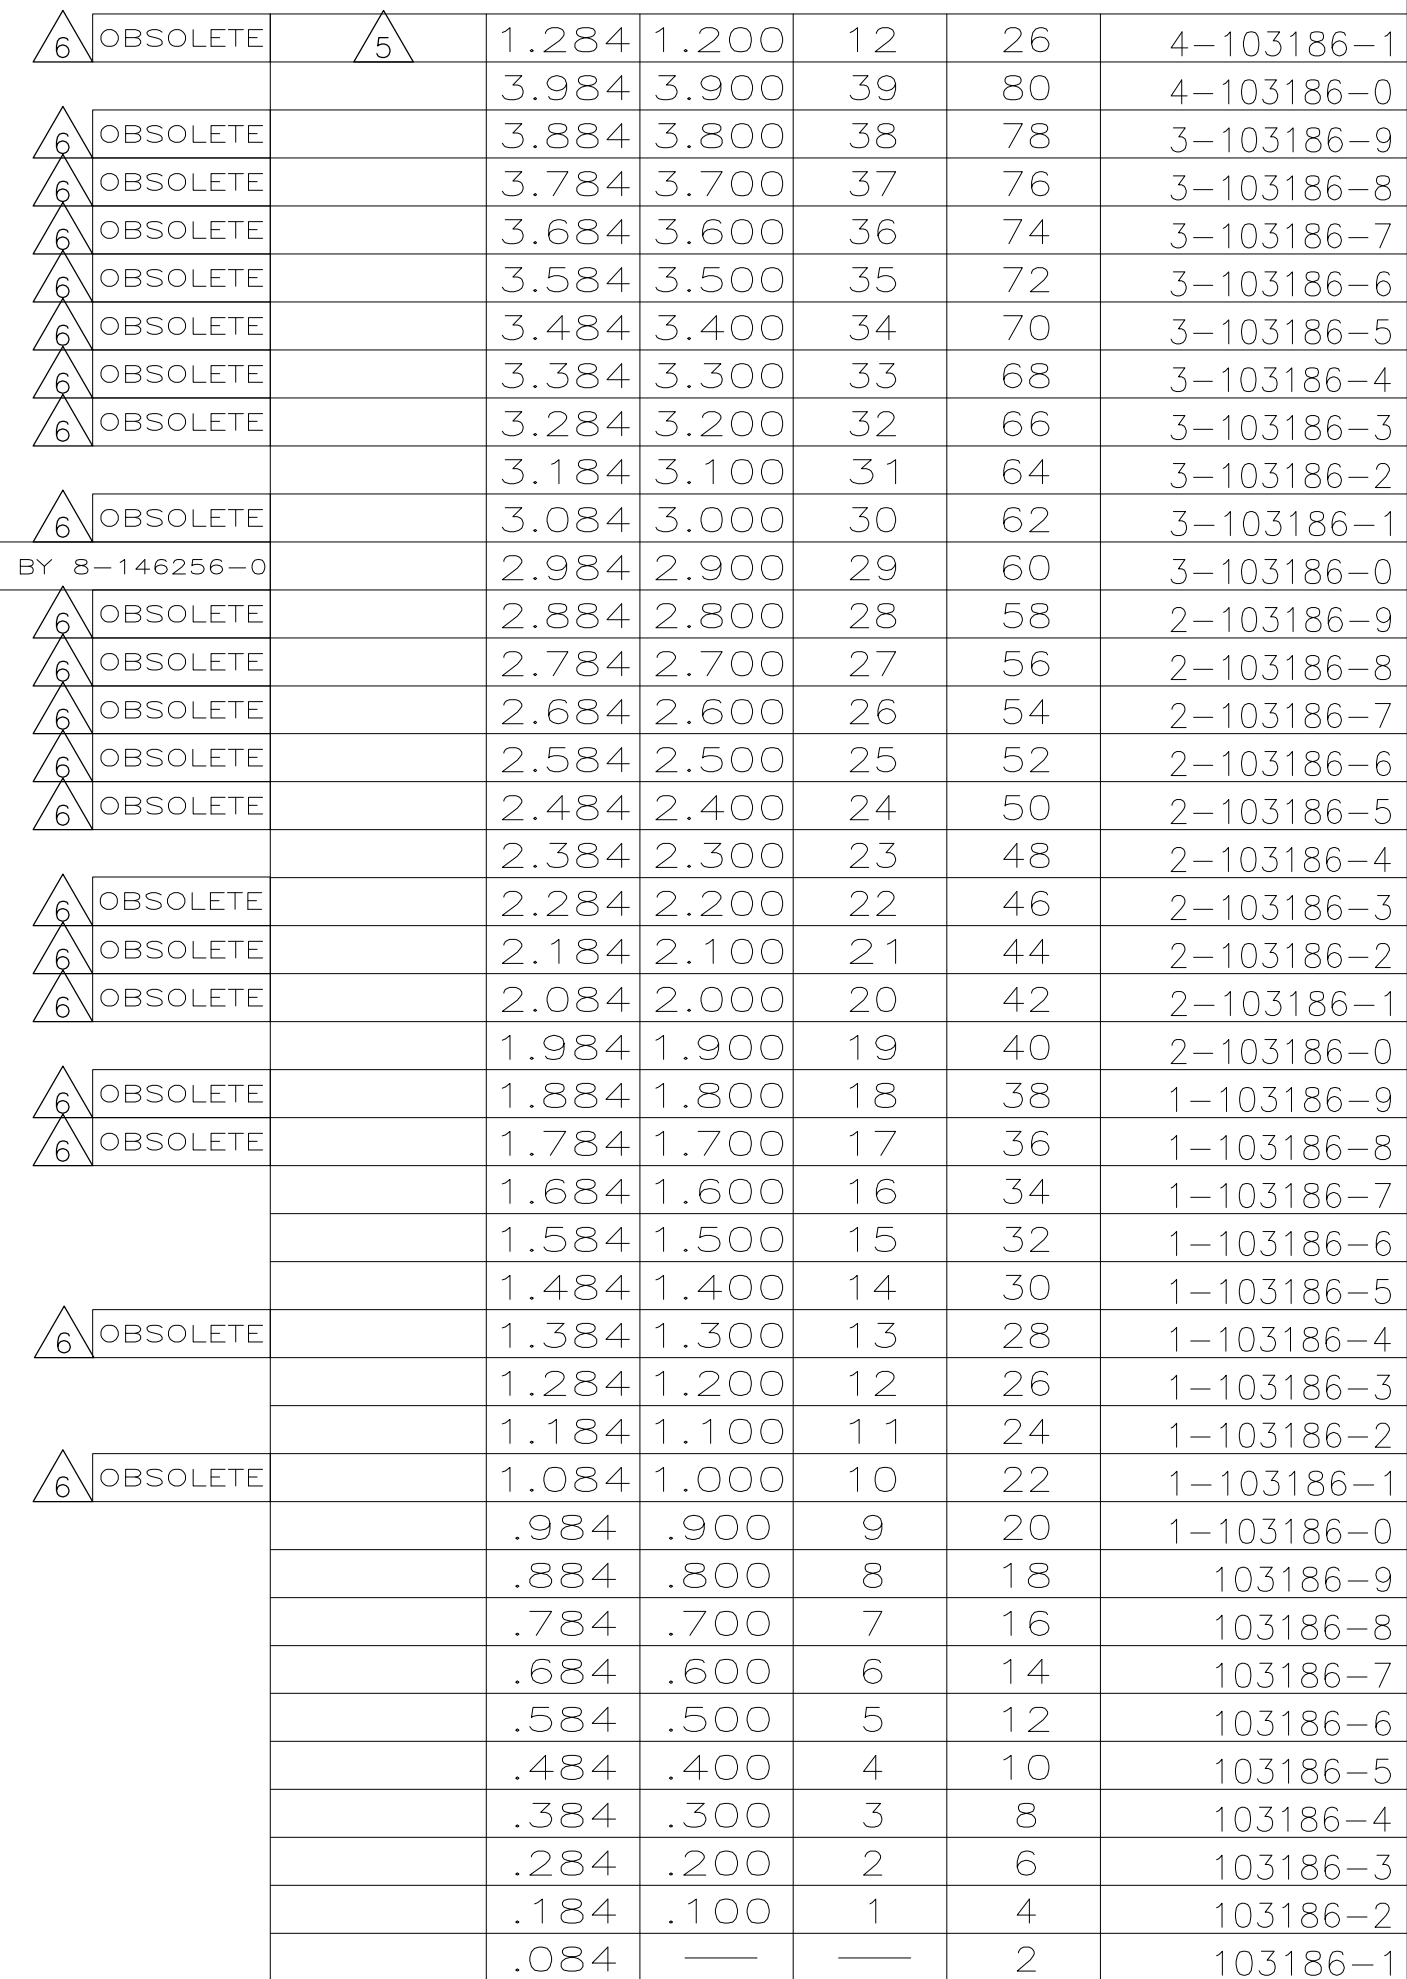 6 OBSOLETE 5 1.284 1.200 12 26 4-103186-1
3.984 3.900 39 80 4-103186-0
6 OBSOLETE 3.884 3.800 38 78 3-103186-9
6 OBSOLETE 3.784 3.700 37 76 3-103186-8
6 OBSOLETE 3.684 3.600 36 74 3-103186-7
6 OBSOLETE 3.584 3.500 35 72 3-103186-6
6 OBSOLETE 3.484 3.400 34 70 3-103186-5
6 OBSOLETE 3.384 3.300 33 68 3-103186-4
6 OBSOLETE 3.284 3.200 32 66 3-103186-3
3.184 3.100 31 64 3-103186-2
6 OBSOLETE 3.084 3.000 30 62 3-103186-1
BY 8-146256-0 2.984 2.900 29 60 3-103186-0
6 OBSOLETE 2.884 2.800 28 58 2-103186-9
6 OBSOLETE 2.784 2.700 27 56 2-103186-8
6 OBSOLETE 2.684 2.600 26 54 2-103186-7
6 OBSOLETE 2.584 2.500 25 52 2-103186-6
6 OBSOLETE 2.484 2.400 24 50 2-103186-5
2.384 2.300 23 48 2-103186-4
6 OBSOLETE 2.284 2.200 22 46 2-103186-3
6 OBSOLETE 2.184 2.100 21 44 2-103186-2
6 OBSOLETE 2.084 2.000 20 42 2-103186-1
1.984 1.900 19 40 2-103186-0
6 OBSOLETE 1.884 1.800 18 38 1-103186-9
6 OBSOLETE 1.784 1.700 17 36 1-103186-8
1.684 1.600 16 34 1-103186-7
1.584 1.500 15 32 1-103186-6
1.484 1.400 14 30 1-103186-5
6 OBSOLETE 1.384 1.300 13 28 1-103186-4
1.284 1.200 12 26 1-103186-3
1.184 1.100 11 24 1-103186-2
6 OBSOLETE 1.084 1.000 10 22 1-103186-1
.984 .900 9 20 1-103186-0
.884 .800 8 18 103186-9
.784 .700 7 16 103186-8
.684 .600 6 14 103186-7
.584 .500 5 12 103186-6
.484 .400 4 10 103186-5
.384 .300 3 8 103186-4
.284 .200 2 6 103186-3
.184 .100 1 4 103186-2
.084 — — 2 103186-1